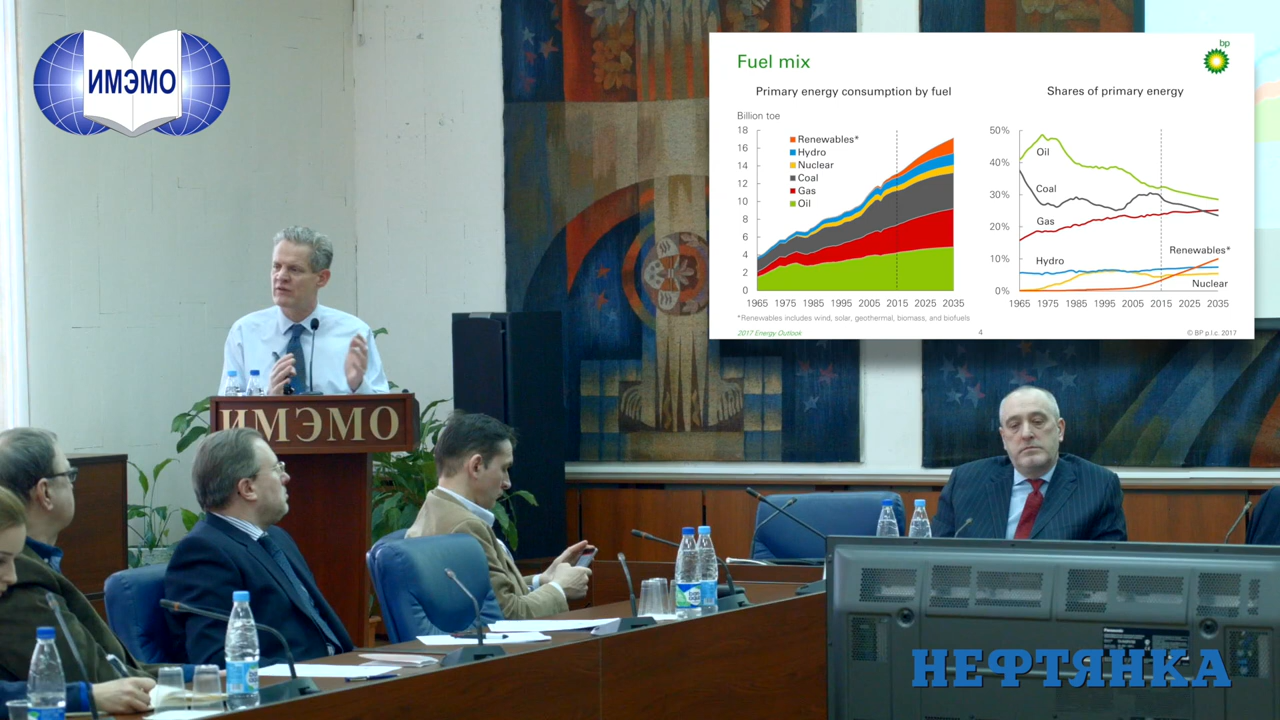 ИМЭМО
bp
Fuel mix
Primary energy consumption by fuel
Shares of primary energy
Billion toe
18
16
14
12
10
8
6
4
2
0
Renewables*
Hydro
Nuclear
Coal
Gas
Oil
1965 1975 1985 1995 2005 2015 2025 2035
50%
40%
30%
20%
10%
0%
Oil
Coal
Gas
Renewables*
Hydro
Nuclear
1965 1975 1985 1995 2005 2015 2025 2035
*Renewables includes wind, solar, geothermal, biomass, and biofuels
2017 Energy Outlook
4
© BP p.l.c. 2017
ИМЭМО
Panasonic
НЕФТЯНКА